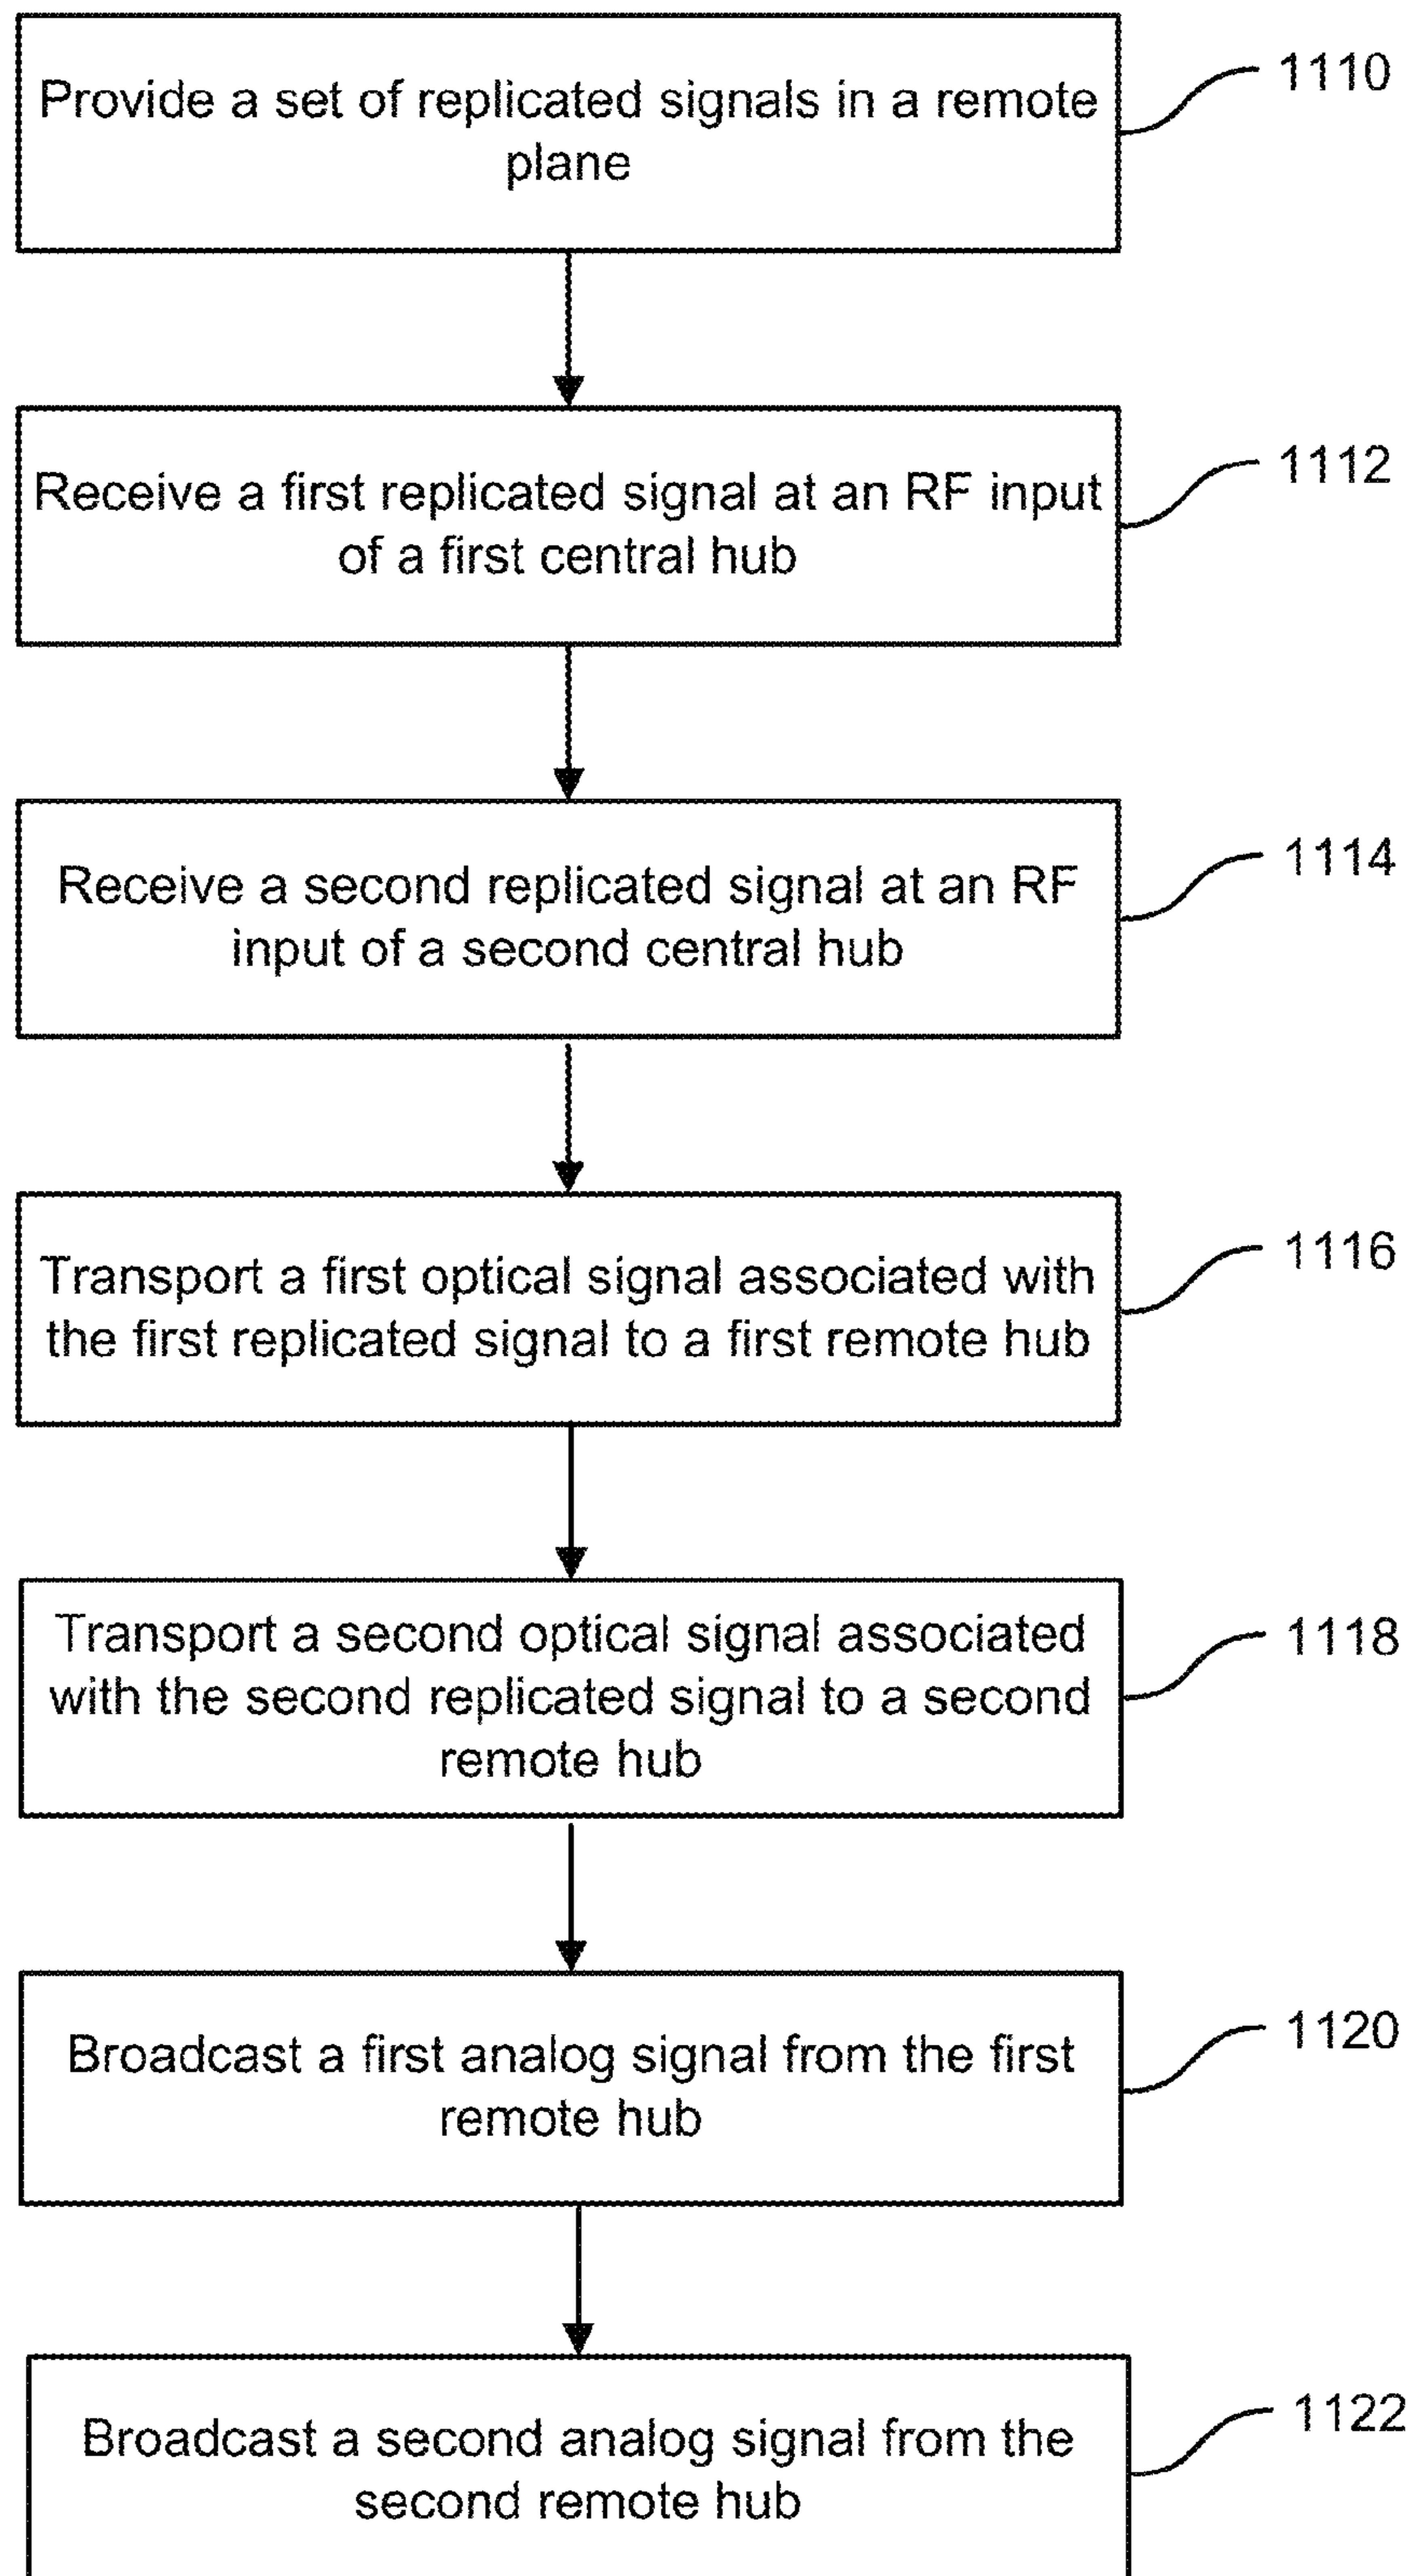 Provide a set of replicated signals in a remote
plane
1110
Receive a first replicated signal at an RF input
of a first central hub
1112
Receive a second replicated signal at an RF
input of a second central hub
1114
Transport a first optical signal associated with
the first replicated signal to a first remote hub
1116
Transport a second optical signal associated
with the second replicated signal to a second
remote hub
1118
Broadcast a first analog signal from the first
remote hub
1120
Broadcast a second analog signal from the
second remote hub
1122